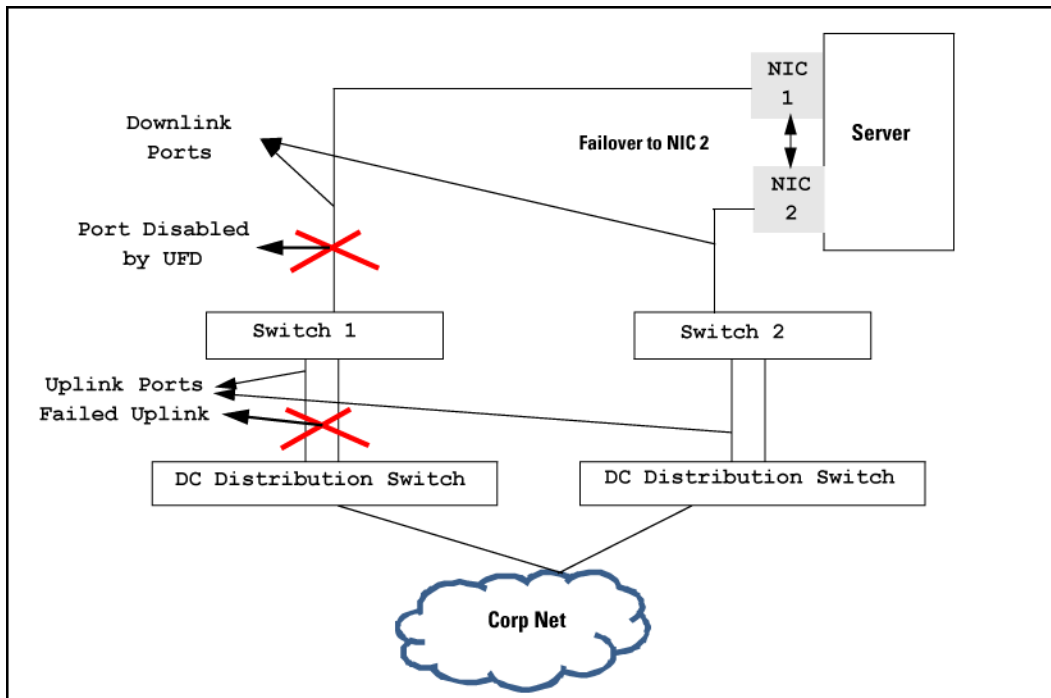 NIC
1
Server
Downlink
Ports
Failover to NIC 2
NIC
2
Port Disabled
by UFD
Switch 1
Switch 2
Uplink Ports
Failed Uplink
DC Distribution Switch
DC Distribution Switch
Corp Net